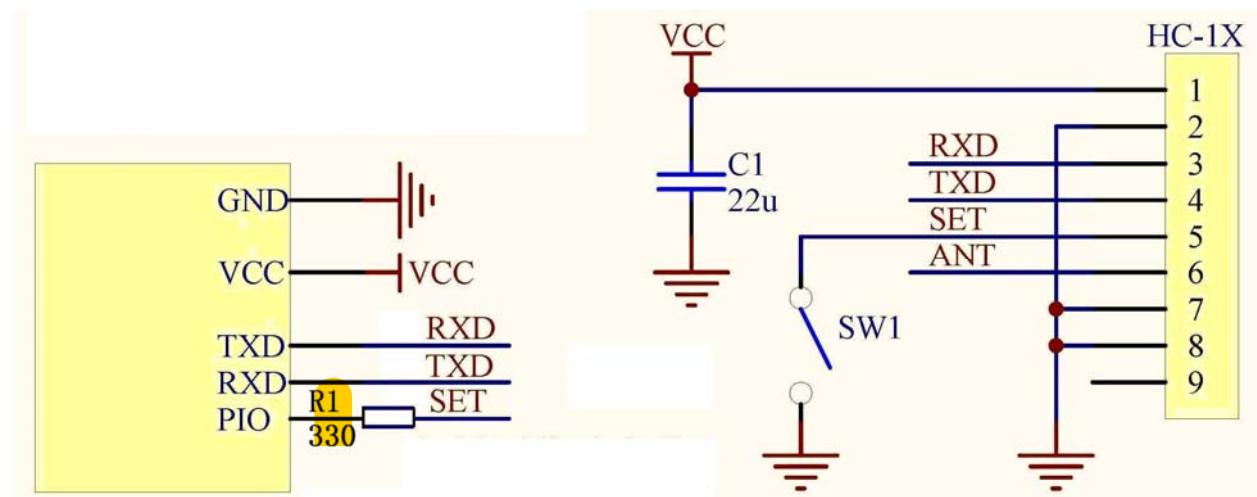 GND
VCC
VCC
TXD
RXD
RXD
TXD
PIO
R1
330
SET
VCC
C1
22u
RXD
TXD
SET
ANT
SW1
HC-1X
1
2
3
4
5
6
7
8
9